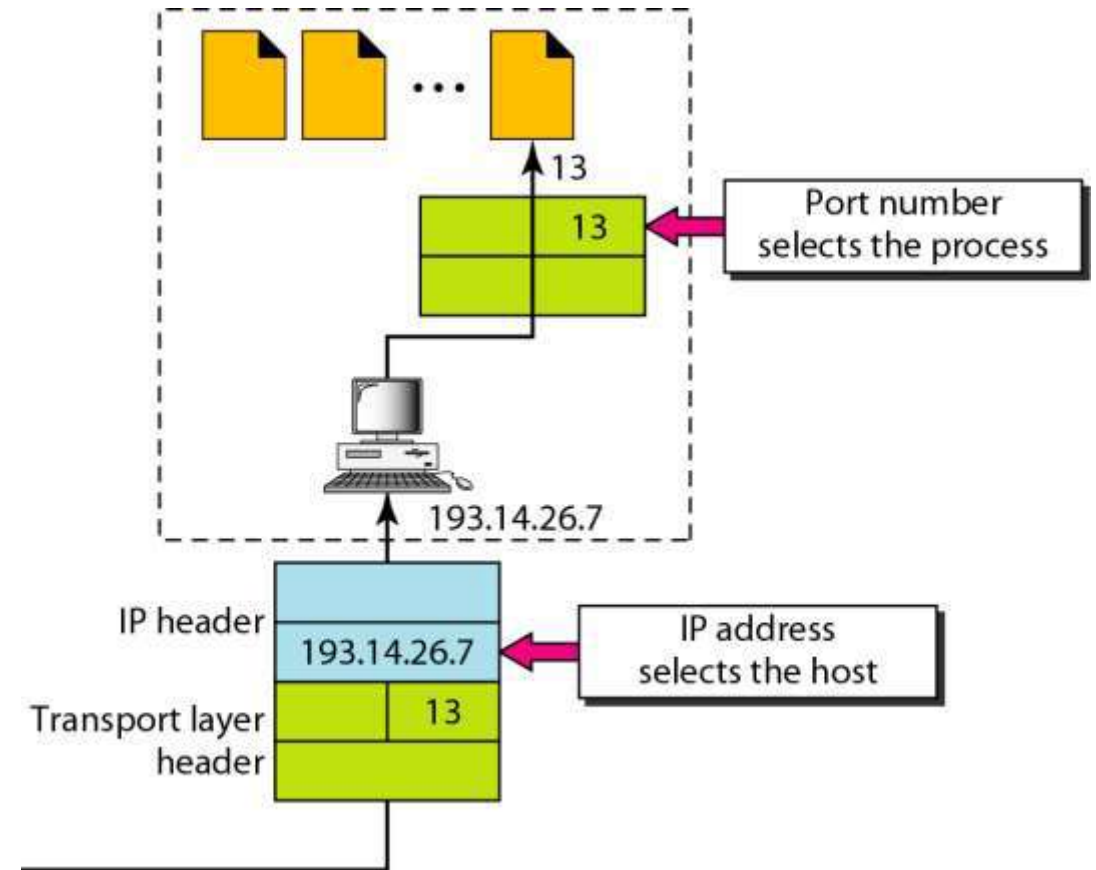 13
13
Port number
selects the process
193.14.26.7
IP header
193.14.26.7
IP address
selects the host
Transport layer
header
13